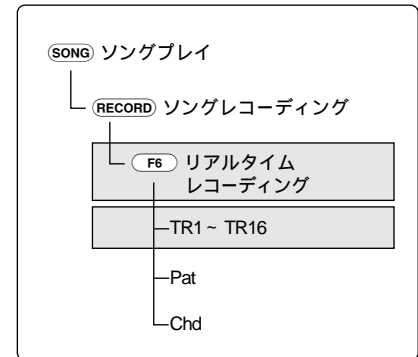 SONG ソングプレイ
RECORD ソングレコーディング
F6 リアルタイム
レコーディング
TR1 ~ TR16
Pat
Chd